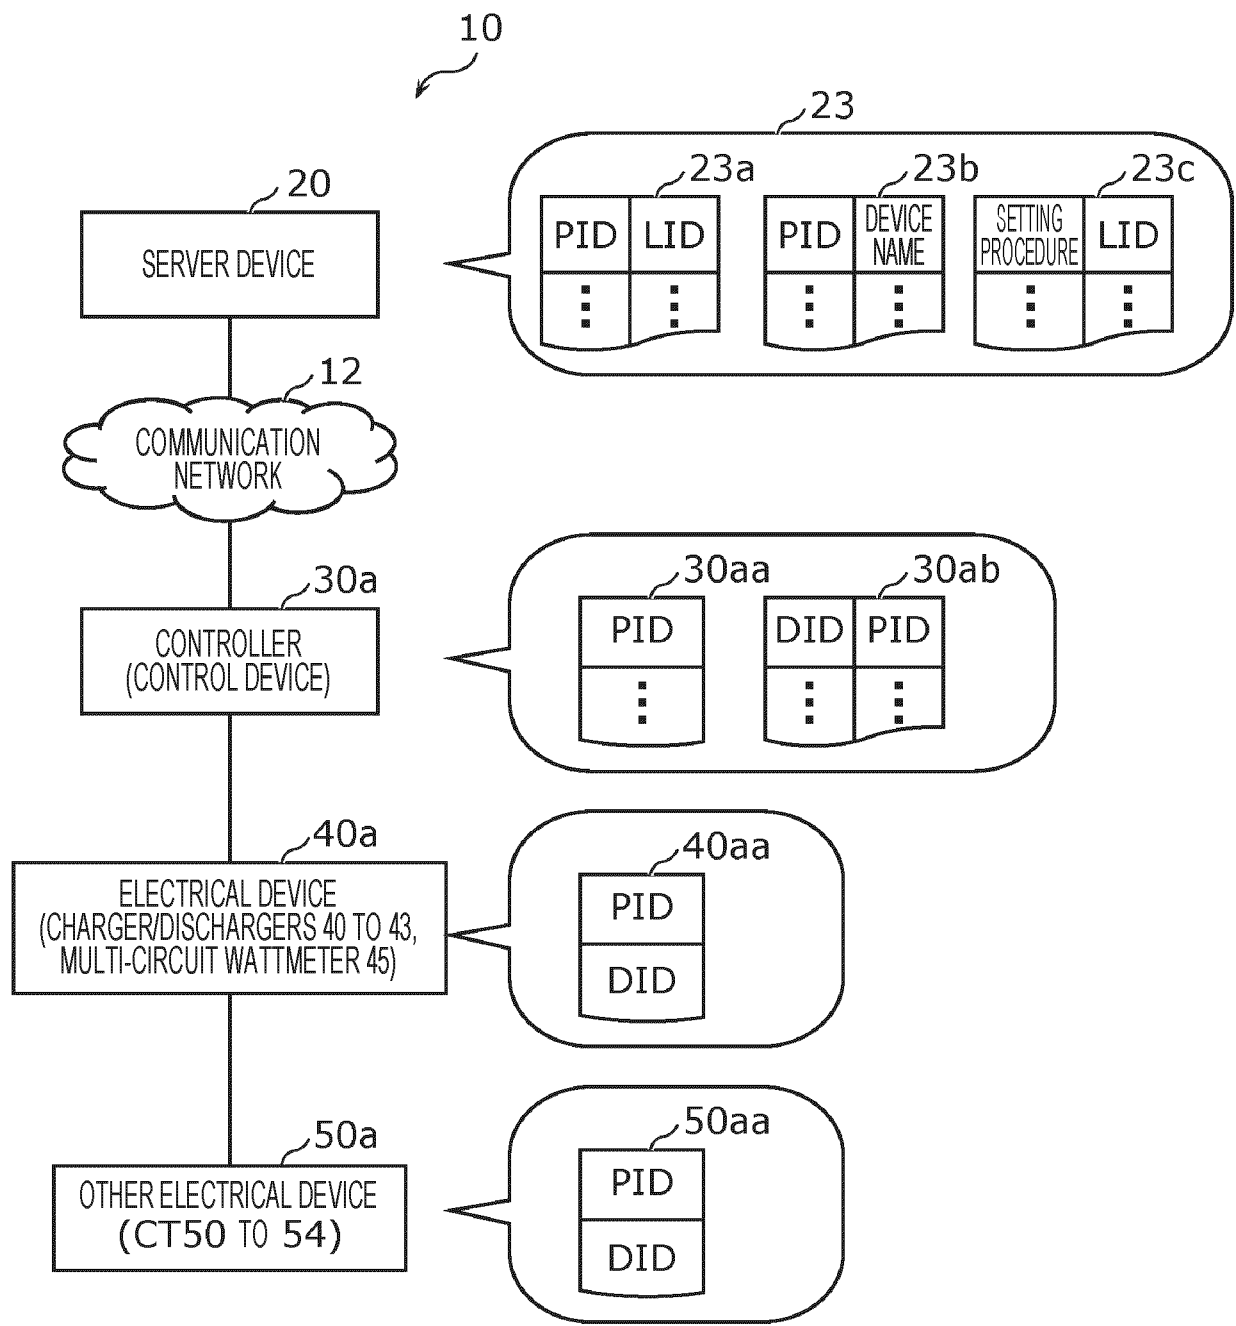 10
23
20
23a
23b
23c
SERVER DEVICE
PID LID
PID DEVICE NAME
SETTING PROCEDURE LID
12
COMMUNICATION
NETWORK
30a
30aa
30ab
CONTROLLER
(CONTROL DEVICE)
PID
DID PID
40a
40aa
ELECTRICAL DEVICE
(CHARGER/DISCHARGERS 40 TO 43,
MULTI-CIRCUIT WATTMETER 45)
PID
DID
50a
50aa
OTHER ELECTRICAL DEVICE
(CT50 TO 54)
PID
DID